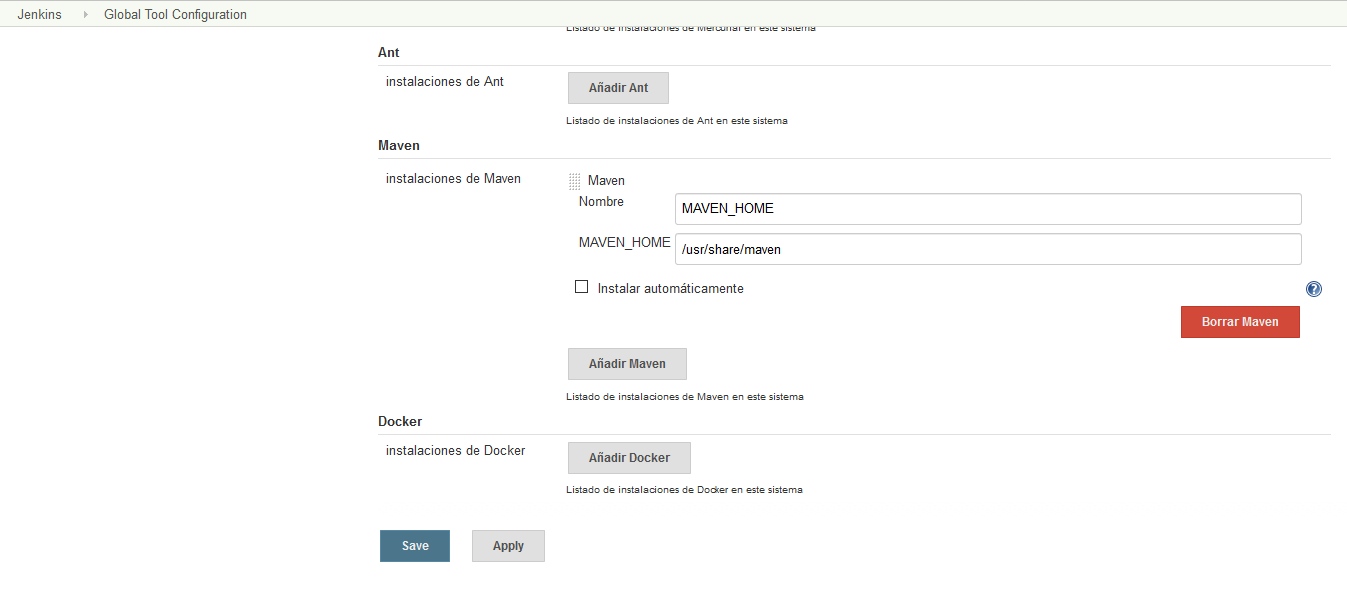 Jenkins Global Tool Configuration
Listado de instalaciones de Mercurial en este sistema
Ant
instalaciones de Ant
Añadir Ant
Listado de instalaciones de Ant en este sistema
Maven
instalaciones de Maven
Maven
Nombre
MAVEN_HOME
MAVEN_HOME
/usr/share/maven
Instalar automáticamente
?
Borrar Maven
Añadir Maven
Listado de instalaciones de Maven en este sistema
Docker
instalaciones de Docker
Añadir Docker
Listado de instalaciones de Docker en este sistema
Save
Apply